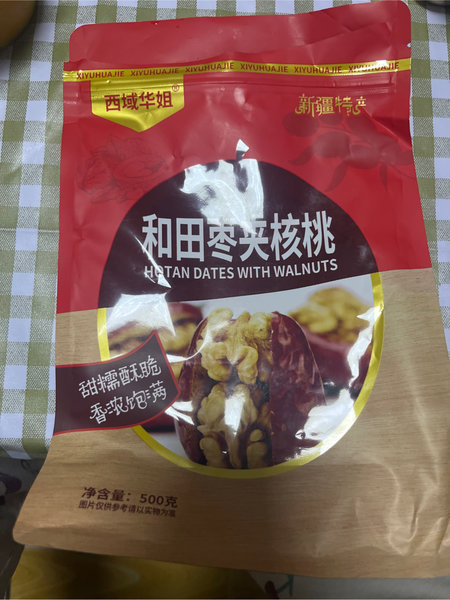 XIYUHUAJIE XIYUHUAJIE XIYUHUAJIE XIYUHUAJIE XIYUHUAJIE
西域华姐®
新疆特产
和田枣夹核桃
HOTAN DATES WITH WALNUTS
甜糯酥脆
香浓饱满
净含量：500克
图片仅供参考请以实物为准